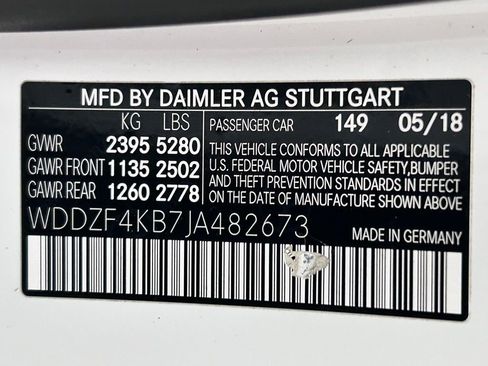 MFD BY DAIMLER AG STUTTGART
KG LBS
GVWR 2395 5280
GAWR FRONT 1135 2502
GAWR REAR 1260 2778
PASSENGER CAR 149 05/18
THIS VEHICLE CONFORMS TO ALL APPLICABLE
U.S. FEDERAL MOTOR VEHICLE SAFETY,BUMPER
AND THEFT PREVENTION STANDARDS IN EFFECT
ON THE DATE OF MANUFACTURE SHOWN ABOVE
WDDZF4KB7JA482673
MADE IN GERMANY